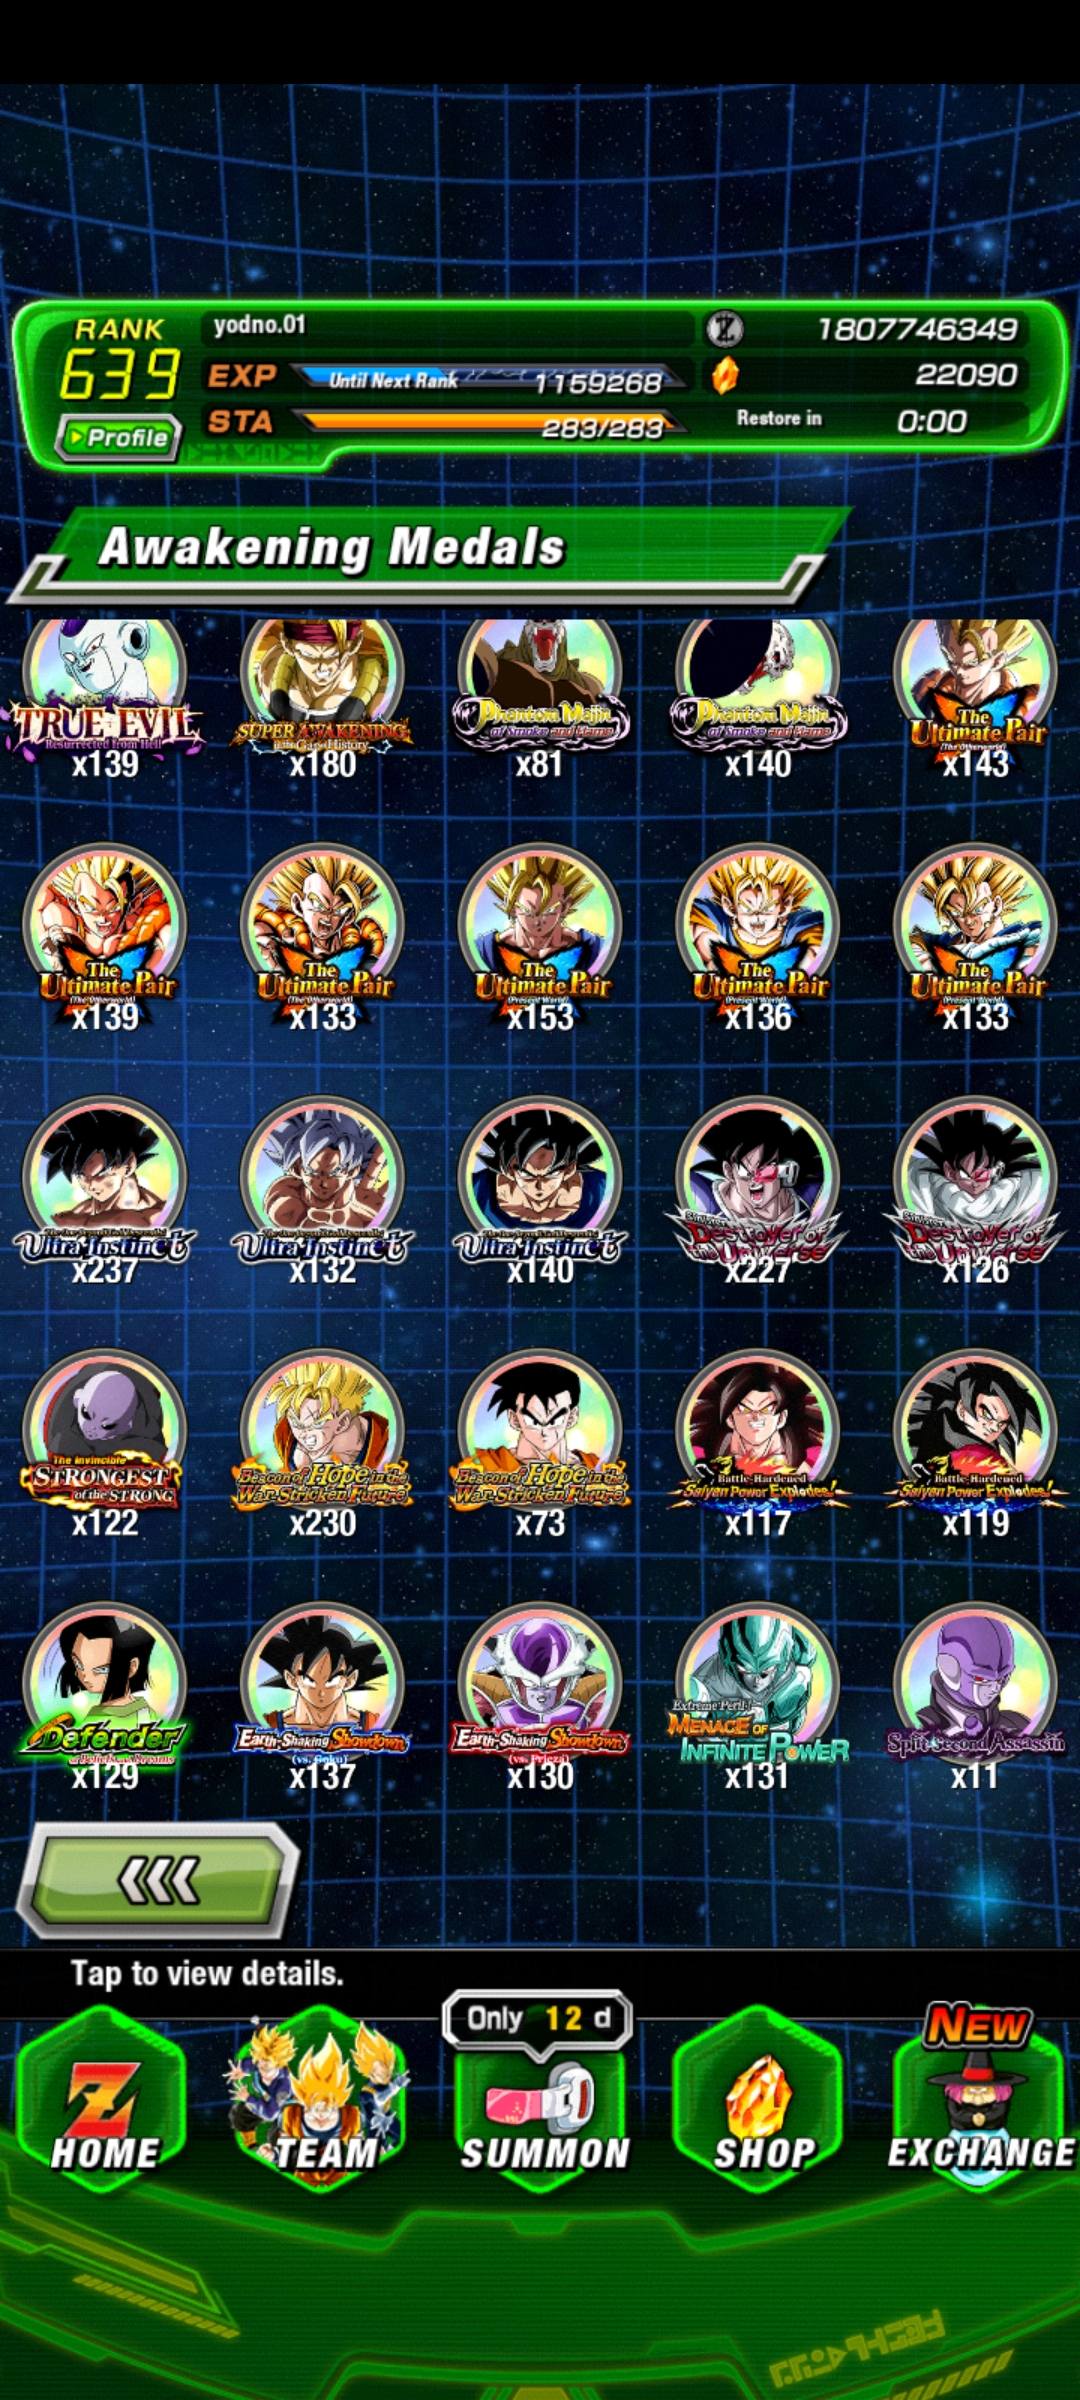 RANK
639
yodno.01
1807746349
EXP
Until Next Rank
1159268
22090
Profile
STA
283/283
Restore in
0:00
Awakening Medals
TRUE EVIL
Resurrected from Hell
x139
SUPER AWAKENING
x180
Phantom Majin
of Smoke and Flame
x81
Phantom Majin
of Smoke and Flame
x140
The
Ultimate Pair
(The Otherworld)
x143
The
Ultimate Pair
(The Otherworld)
x139
The
Ultimate Pair
(The Otherworld)
x133
The
Ultimate Pair
(Present World)
x153
The
Ultimate Pair
(Present World)
x136
The
Ultimate Pair
(Present World)
x133
Ultra Instinct
x237
Ultra Instinct
x132
Ultra Instinct
x140
Destroyer of
the Universe
x227
Destroyer of
the Universe
x126
The Invincible
STRONGEST
of the STRONG
x122
Beacon of Hope in the
War-Stricken Future
x230
Beacon of Hope in the
War-Stricken Future
x73
Battle-Hardened
Saiyan Power Explodes!
x117
Battle-Hardened
Saiyan Power Explodes!
x119
Defender
x129
Earth-Shaking Showdown
(vs. Goku)
x137
Earth-Shaking Showdown
(vs. Frieza)
x130
Extreme Peril!
MENACE OF
INFINITE POWER
x131
Split-Second Assassin
x11
Tap to view details.
HOME
TEAM
Only 12 d
SUMMON
SHOP
NEW
EXCHANGE